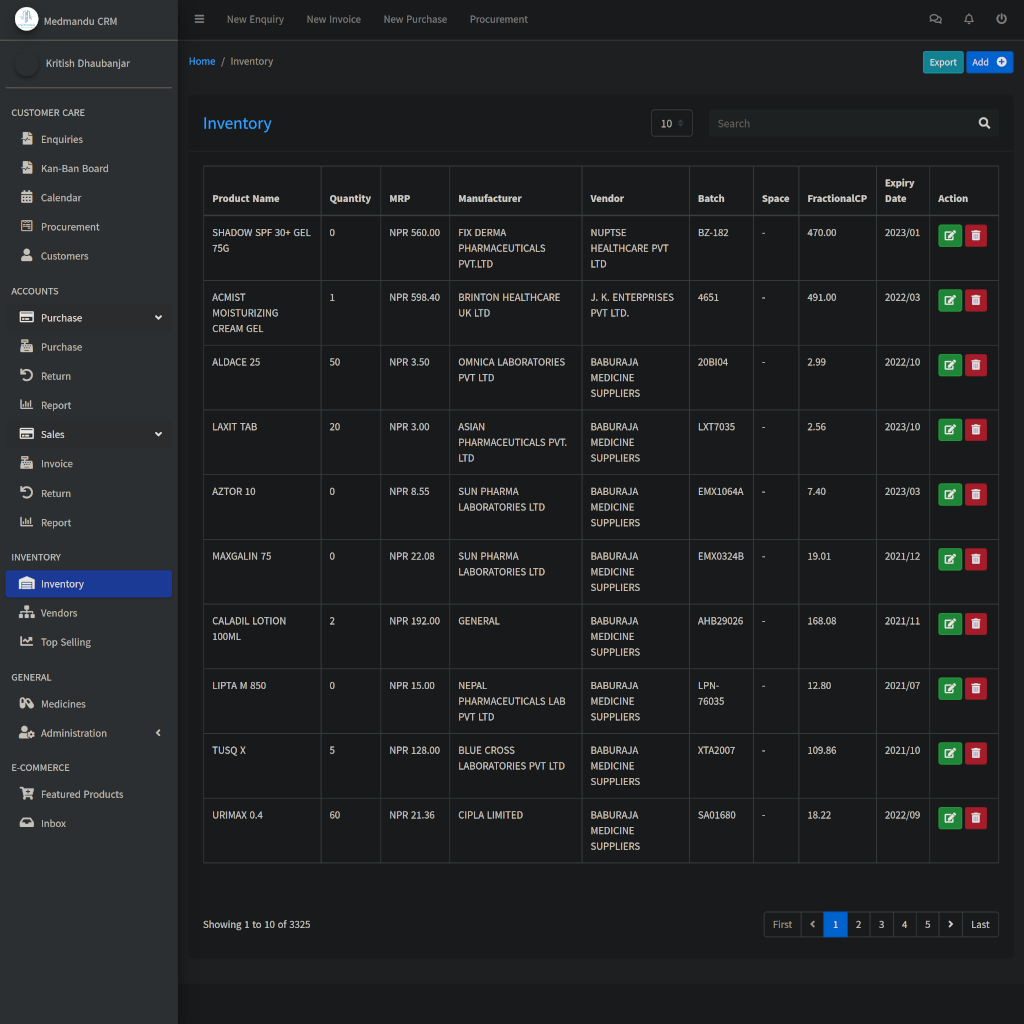 Medmandu CRM
New Enquiry New Invoice New Purchase Procurement
Kritish Dhaubanjar
CUSTOMER CARE
Enquiries
Kan-Ban Board
Calendar
Procurement
Customers
ACCOUNTS
Purchase
Purchase
Return
Report
Sales
Invoice
Return
Report
INVENTORY
Inventory
Vendors
Top Selling
GENERAL
Medicines
Administration
E-COMMERCE
Featured Products
Inbox
Home / Inventory
Export Add
Inventory
10 Search
Product Name Quantity MRP Manufacturer Vendor Batch Space FractionalCP Expiry Date Action
SHADOW SPF 30+ GEL 0 NPR 560.00 FIX DERMA NUPTSE BZ-182 - 470.00 2023/01
75G PHARMACEUTICALS HEALTHCARE PVT
PVT.LTD LTD
ACMIST 1 NPR 598.40 BRINTON HEALTHCARE J. K. ENTERPRISES 4651 - 491.00 2022/03
MOISTURIZING UK LTD PVT LTD.
CREAM GEL
ALDACE 25 50 NPR 3.50 OMNICA LABORATORIES BABURAJA 20BI04 - 2.99 2022/10
PVT LTD MEDICINE
SUPPLIERS
LAXIT TAB 20 NPR 3.00 ASIAN BABURAJA LXT7035 - 2.56 2023/10
PHARMACEUTICALS PVT. MEDICINE
LTD SUPPLIERS
AZTOR 10 0 NPR 8.55 SUN PHARMA BABURAJA EMX1064A - 7.40 2023/03
LABORATORIES LTD MEDICINE
SUPPLIERS
MAXGALIN 75 0 NPR 22.08 SUN PHARMA BABURAJA EMX0324B - 19.01 2021/12
LABORATORIES LTD MEDICINE
SUPPLIERS
CALADIL LOTION 2 NPR 192.00 GENERAL BABURAJA AHB29026 - 168.08 2021/11
100ML MEDICINE
SUPPLIERS
LIPTA M 850 0 NPR 15.00 NEPAL BABURAJA LPN- - 12.80 2021/07
PHARMACEUTICALS LAB MEDICINE 76035
PVT LTD SUPPLIERS
TUSQ X 5 NPR 128.00 BLUE CROSS BABURAJA XTA2007 - 109.86 2021/10
LABORATORIES PVT LTD MEDICINE
SUPPLIERS
URIMAX 0.4 60 NPR 21.36 CIPLA LIMITED BABURAJA SA01680 - 18.22 2022/09
MEDICINE
SUPPLIERS
Showing 1 to 10 of 3325
First 1 2 3 4 5 Last